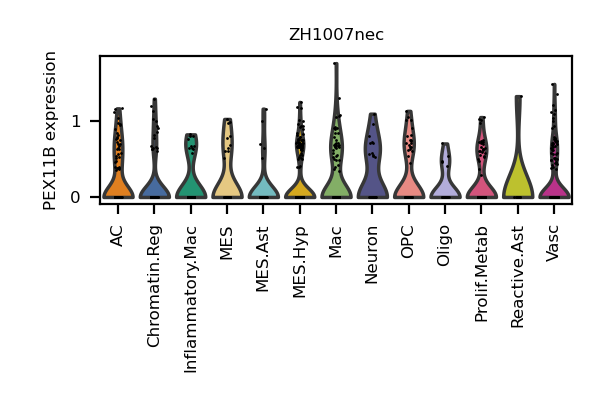 ZH1007nec
PEX11B expression
1
0
AC
Chromatin.Reg
Inflammatory.Mac
MES
MES.Ast
MES.Hyp
Mac
Neuron
OPC
Oligo
Prolif.Metab
Reactive.Ast
Vasc